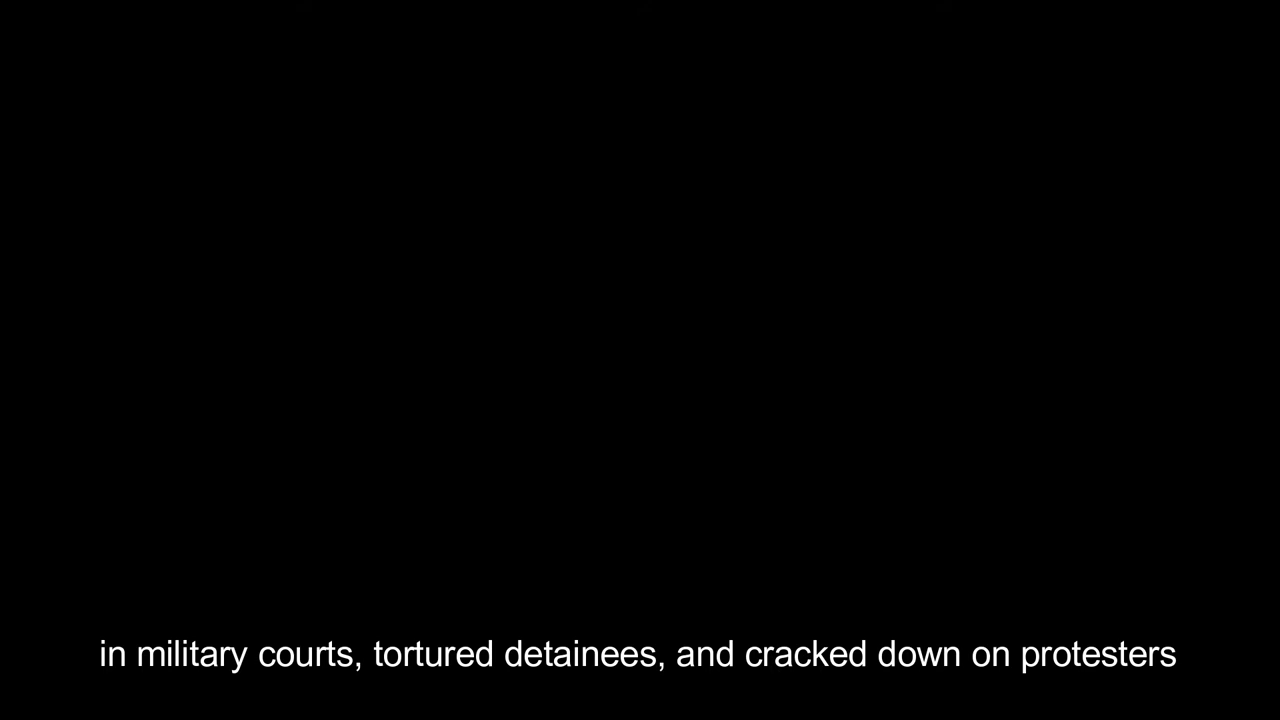 in military courts, tortured detainees, and cracked down on protesters